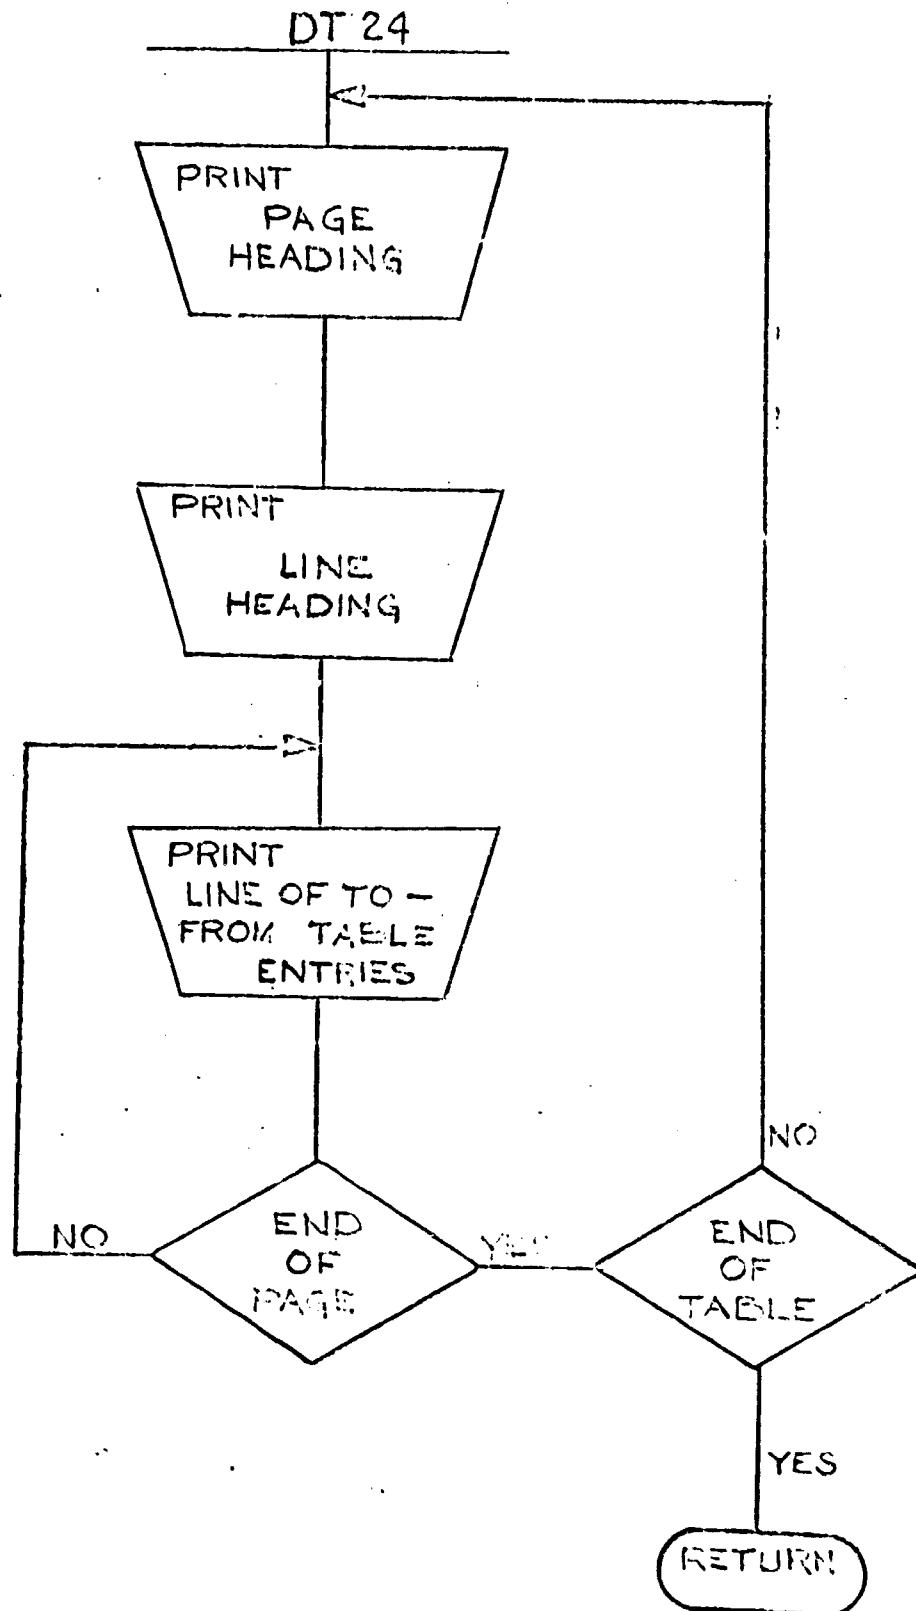 DT 24
PRINT
PAGE
HEADING
PRINT
LINE
HEADING
PRINT
LINE OF TO –
FROM TABLE
ENTRIES
NO
END
OF
PAGE
YES
NO
END
OF
TABLE
YES
RETURN